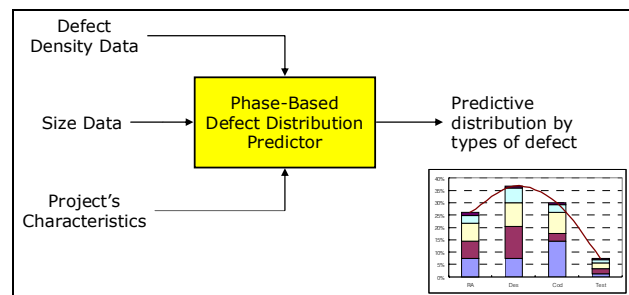 Defect
Density Data
Size Data
Project's
Characteristics
Phase-Based
Defect Distribution
Predictor
Predictive
distribution by
types of defect
40%
35%
30%
25%
20%
15%
10%
5%
0%
RA
Des
Cod
Test